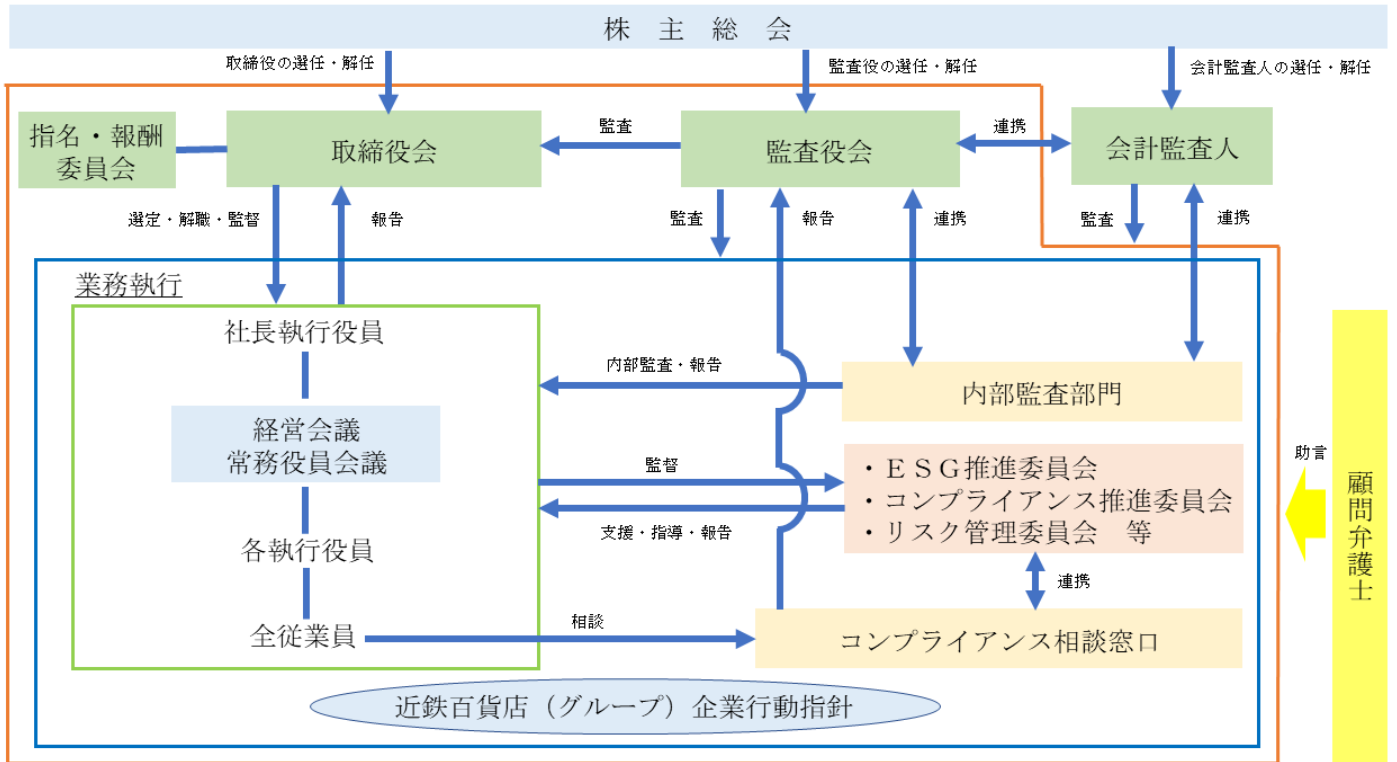 株 主 総 会
取締役の選任・解任
監査役の選任・解任
会計監査人の選任・解任
指名・報酬
委員会
取締役会
監査
監査役会
連携
会計監査人
選定・解職・監督
報告
監査
報告
連携
監査
連携
業務執行
社長執行役員
内部監査・報告
内部監査部門
経営会議
常務役員会議
監督
・ＥＳＧ推進委員会
・コンプライアンス推進委員会
・リスク管理委員会　等
支援・指導・報告
助言
顧問弁護士
各執行役員
連携
全従業員
相談
コンプライアンス相談窓口
近鉄百貨店（グループ）企業行動指針